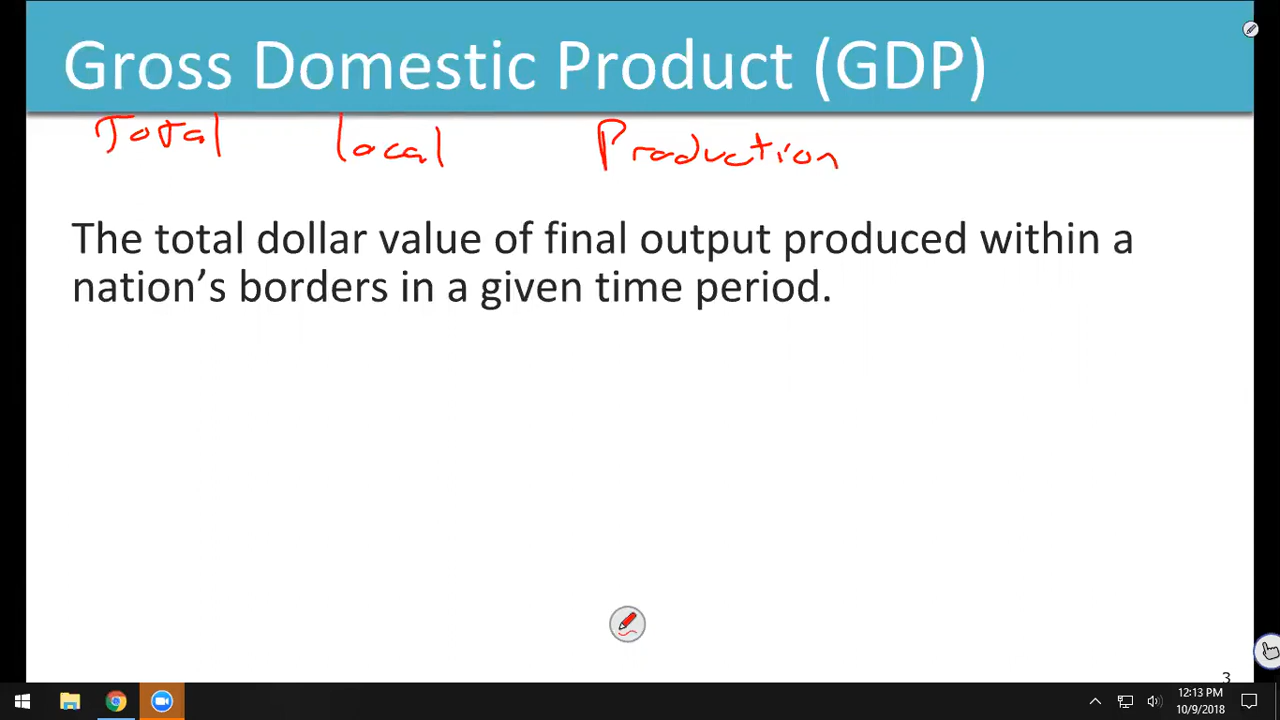 Gross Domestic Product (GDP)
Total local Production
The total dollar value of final output produced within a
nation’s borders in a given time period.
3
12:13 PM
10/9/2018